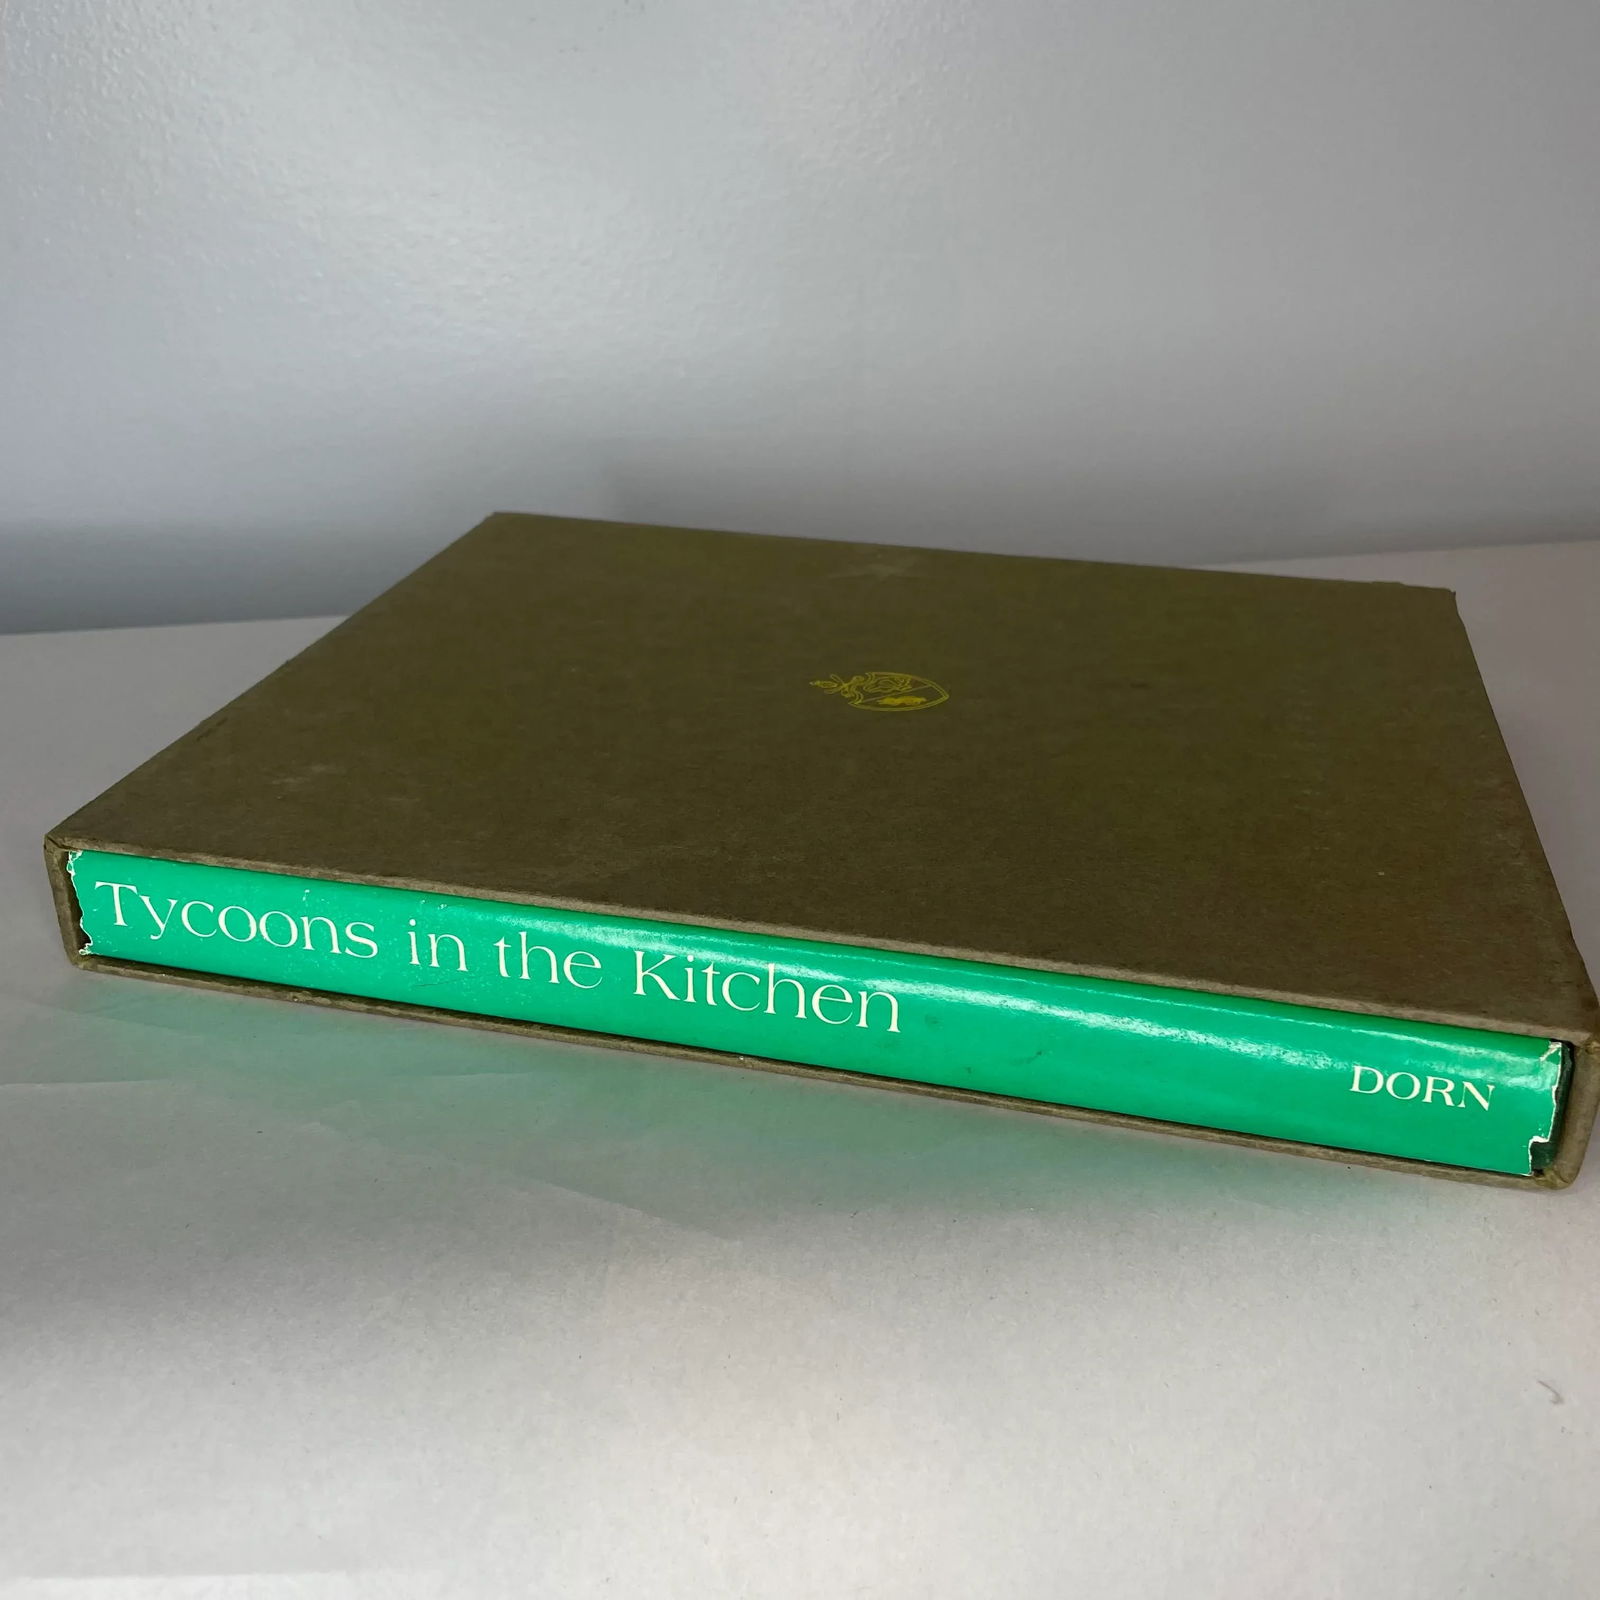 Tycoons in the Kitchen
DORN